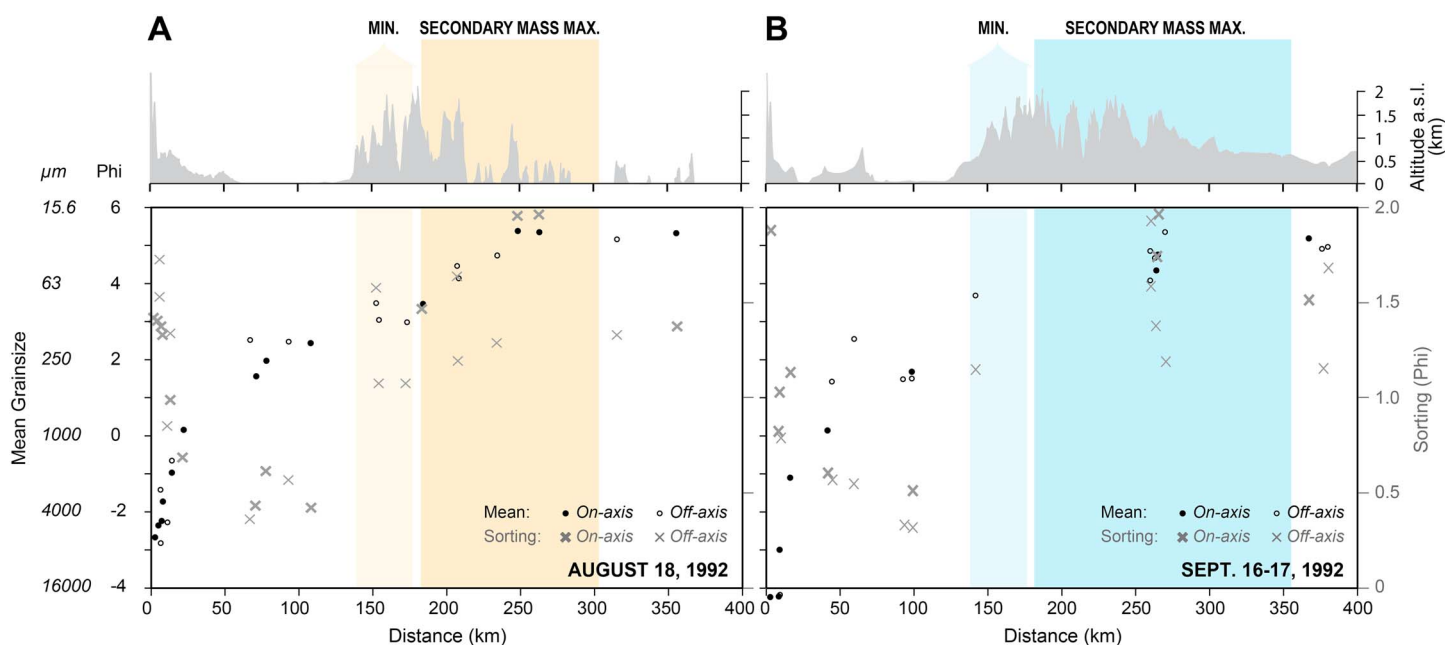 A
B
MIN.
SECONDARY MASS MAX.
MIN.
SECONDARY MASS MAX.
2
1.5
1
0.5
0
Altitude a.s.l.
(km)
µm
Phi
15.6
63
250
1000
4000
16000
6
4
2
0
-2
-4
Mean Grainsize
Mean: On-axis Off-axis
Sorting: On-axis Off-axis
AUGUST 18, 1992
0 50 100 150 200 250 300 350 400
Distance (km)
Mean: On-axis Off-axis
Sorting: On-axis Off-axis
SEPT. 16-17, 1992
0 50 100 150 200 250 300 350 400
Distance (km)
2.0
1.5
1.0
0.5
0
Sorting (Phi)